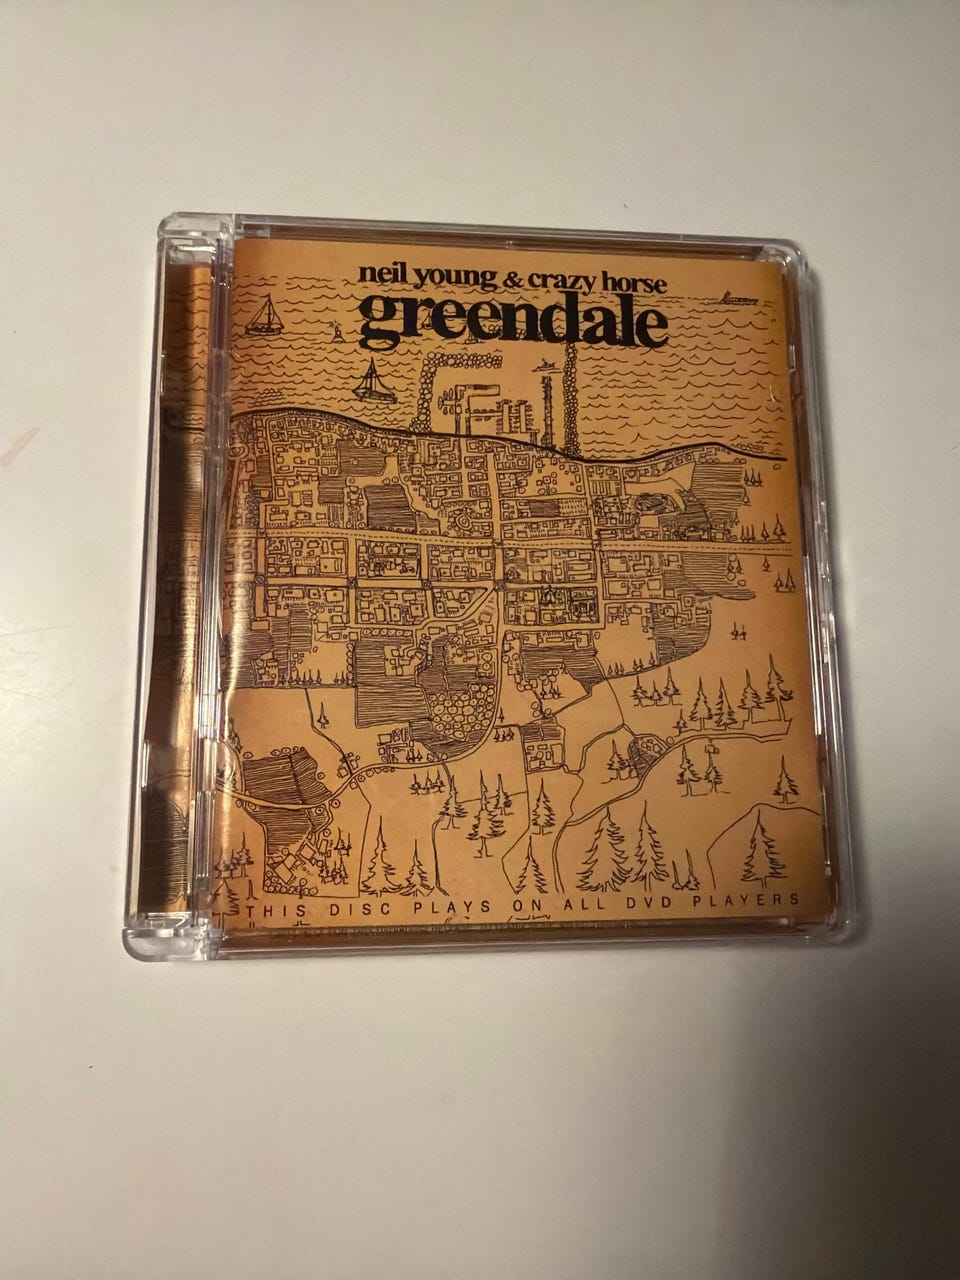 neil young & crazy horse
greendale
THIS DISC PLAYS ON ALL DVD PLAYERS